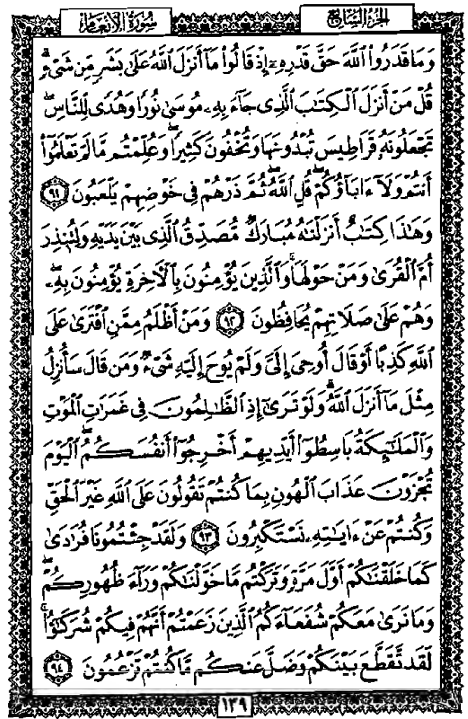 الجزء السابع
سورة الأنعام
وَمَا قَدَرُوا۟ ٱللَّهَ حَقَّ قَدْرِهِۦٓ إِذْ قَالُوا۟ مَآ أَنزَلَ ٱللَّهُ عَلَىٰ بَشَرٍ مِّن شَىْءٍ ۗ
قُلْ مَنْ أَنزَلَ ٱلْكِتَٰبَ ٱلَّذِى جَآءَ بِهِۦ مُوسَىٰ نُورًا وَهُدًى لِّلنَّاسِ ۖ
تَجْعَلُونَهُۥ قَرَاطِيسَ تُبْدُونَهَا وَتُخْفُونَ كَثِيرًا ۖ وَعُلِّمْتُم مَّا لَمْ تَعْلَمُوٓا۟
أَنتُمْ وَلَآ ءَابَآؤُكُمْ ۖ قُلِ ٱللَّهُ ۖ ثُمَّ ذَرْهُمْ فِى خَوْضِهِمْ يَلْعَبُونَ ٩١
وَهَٰذَا كِتَٰبٌ أَنزَلْنَٰهُ مُبَارَكٌ مُّصَدِّقُ ٱلَّذِى بَيْنَ يَدَيْهِ وَلِتُنذِرَ
أُمَّ ٱلْقُرَىٰ وَمَنْ حَوْلَهَا ۚ وَٱلَّذِينَ يُؤْمِنُونَ بِٱلْـَٔاخِرَةِ يُؤْمِنُونَ بِهِۦ ۖ
وَهُمْ عَلَىٰ صَلَاتِهِمْ يُحَافِظُونَ ٩٢ وَمَنْ أَظْلَمُ مِمَّنِ ٱفْتَرَىٰ عَلَى
ٱللَّهِ كَذِبًا أَوْ قَالَ أُوحِىَ إِلَىَّ وَلَمْ يُوحَ إِلَيْهِ شَىْءٌ وَمَن قَالَ سَأُنزِلُ
مِثْلَ مَآ أَنزَلَ ٱللَّهُ ۗ وَلَوْ تَرَىٰٓ إِذِ ٱلظَّٰلِمُونَ فِى غَمَرَٰتِ ٱلْمَوْتِ
وَٱلْمَلَٰٓئِكَةُ بَاسِطُوٓا۟ أَيْدِيهِمْ أَخْرِجُوٓا۟ أَنفُسَكُمُ ۖ ٱلْيَوْمَ
تُجْزَوْنَ عَذَابَ ٱلْهُونِ بِمَا كُنتُمْ تَقُولُونَ عَلَى ٱللَّهِ غَيْرَ ٱلْحَقِّ
وَكُنتُمْ عَنْ ءَايَٰتِهِۦ تَسْتَكْبِرُونَ ٩٣ وَلَقَدْ جِئْتُمُونَا فُرَٰدَىٰ
كَمَا خَلَقْنَٰكُمْ أَوَّلَ مَرَّةٍ وَتَرَكْتُم مَّا خَوَّلْنَٰكُمْ وَرَآءَ ظُهُورِكُمْ ۖ
وَمَا نَرَىٰ مَعَكُمْ شُفَعَآءَكُمُ ٱلَّذِينَ زَعَمْتُمْ أَنَّهُمْ فِيكُمْ شُرَكَٰٓؤُا۟ ۚ
لَقَد تَّقَطَّعَ بَيْنَكُمْ وَضَلَّ عَنكُم مَّا كُنتُمْ تَزْعُمُونَ ٩٤
١٣٩